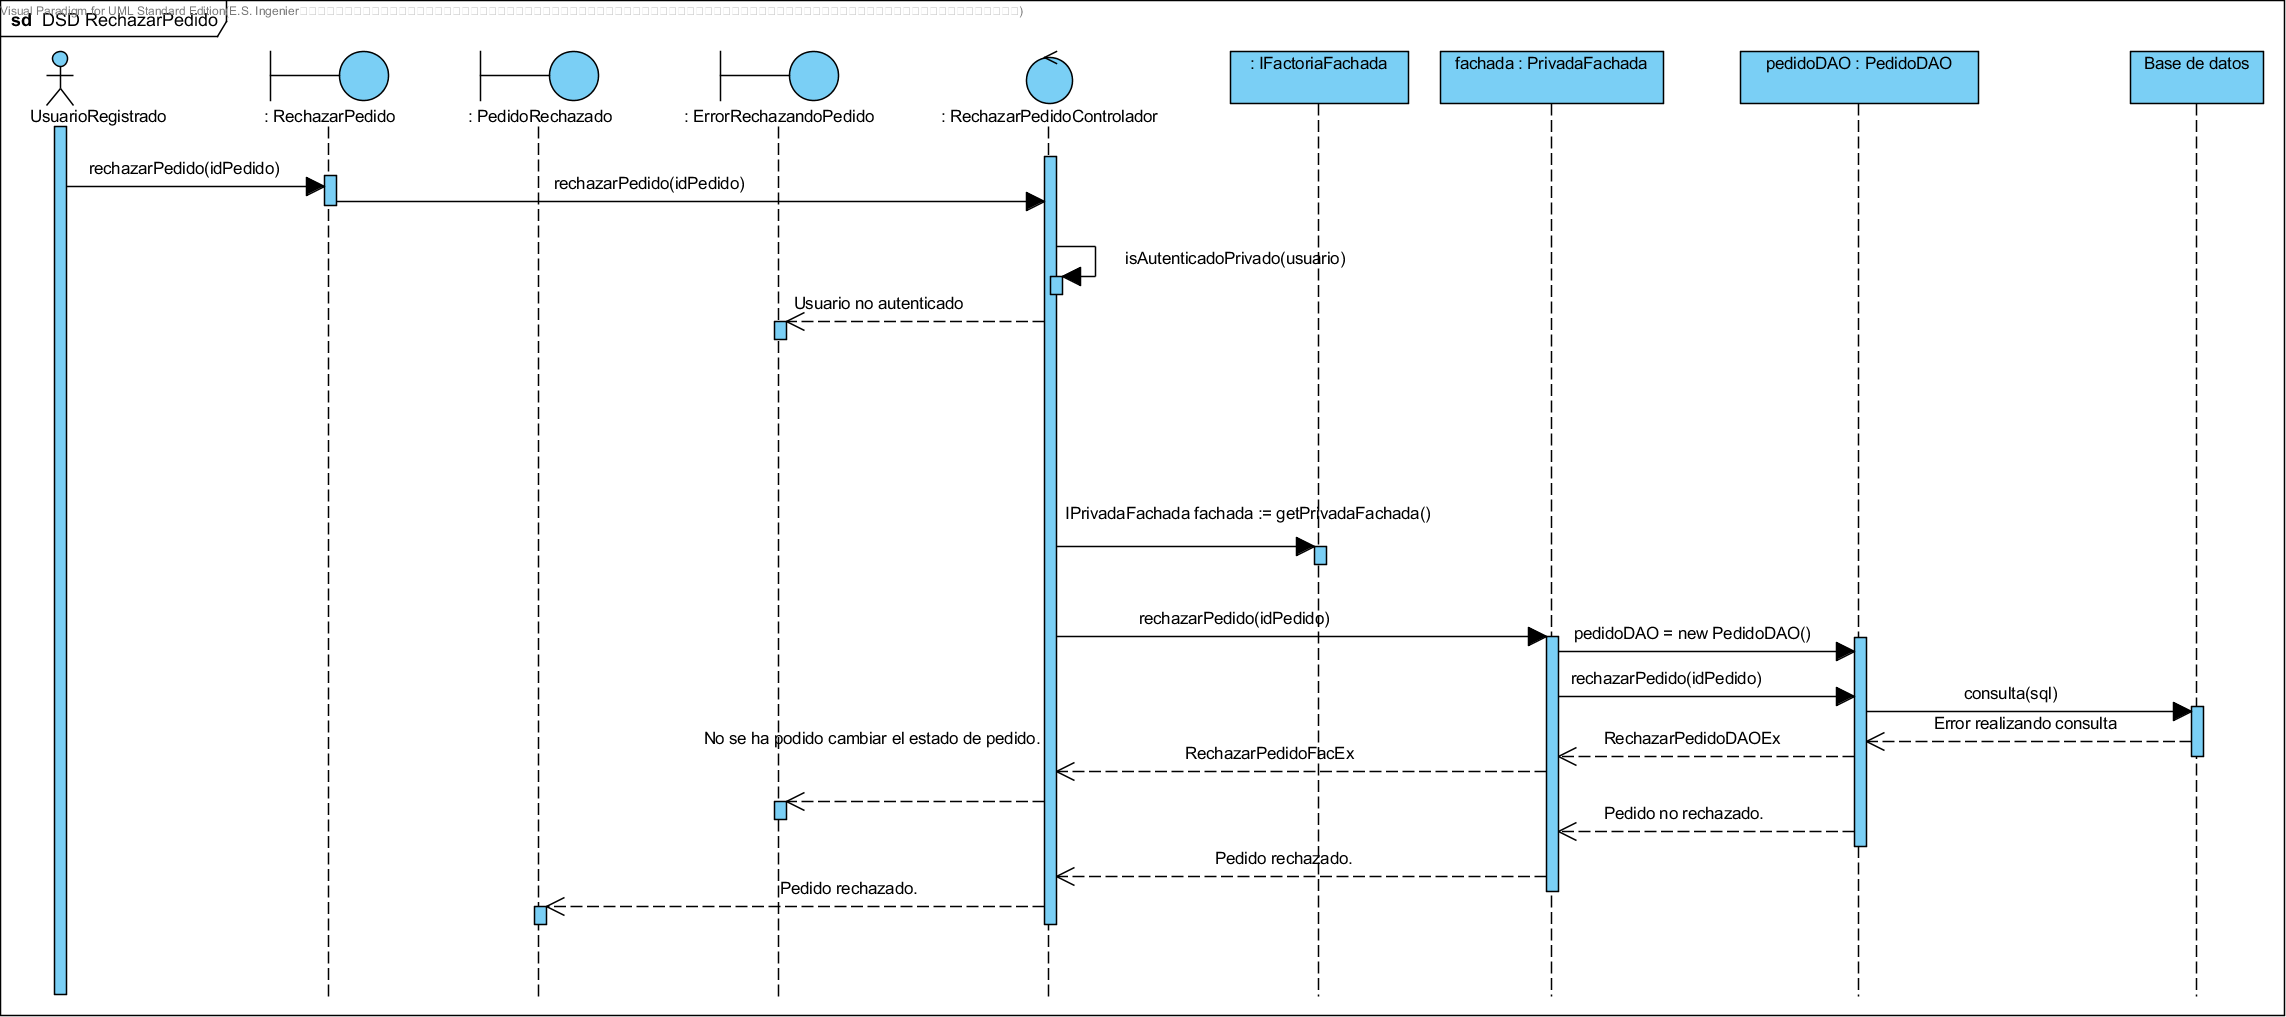 Visual Paradigm for UML Standard Edition(E.S. Ingenier
sd DSD RechazarPedido
UsuarioRegistrado
: RechazarPedido
: PedidoRechazado
: ErrorRechazandoPedido
: RechazarPedidoControlador
: IFactoriaFachada
fachada : PrivadaFachada
pedidoDAO : PedidoDAO
Base de datos
rechazarPedido(idPedido)
rechazarPedido(idPedido)
isAutenticadoPrivado(usuario)
Usuario no autenticado
IPrivadaFachada fachada := getPrivadaFachada()
rechazarPedido(idPedido)
pedidoDAO = new PedidoDAO()
rechazarPedido(idPedido)
consulta(sql)
Error realizando consulta
RechazarPedidoDAOEx
RechazarPedidoFacEx
No se ha podido cambiar el estado de pedido.
Pedido no rechazado.
Pedido rechazado.
Pedido rechazado.